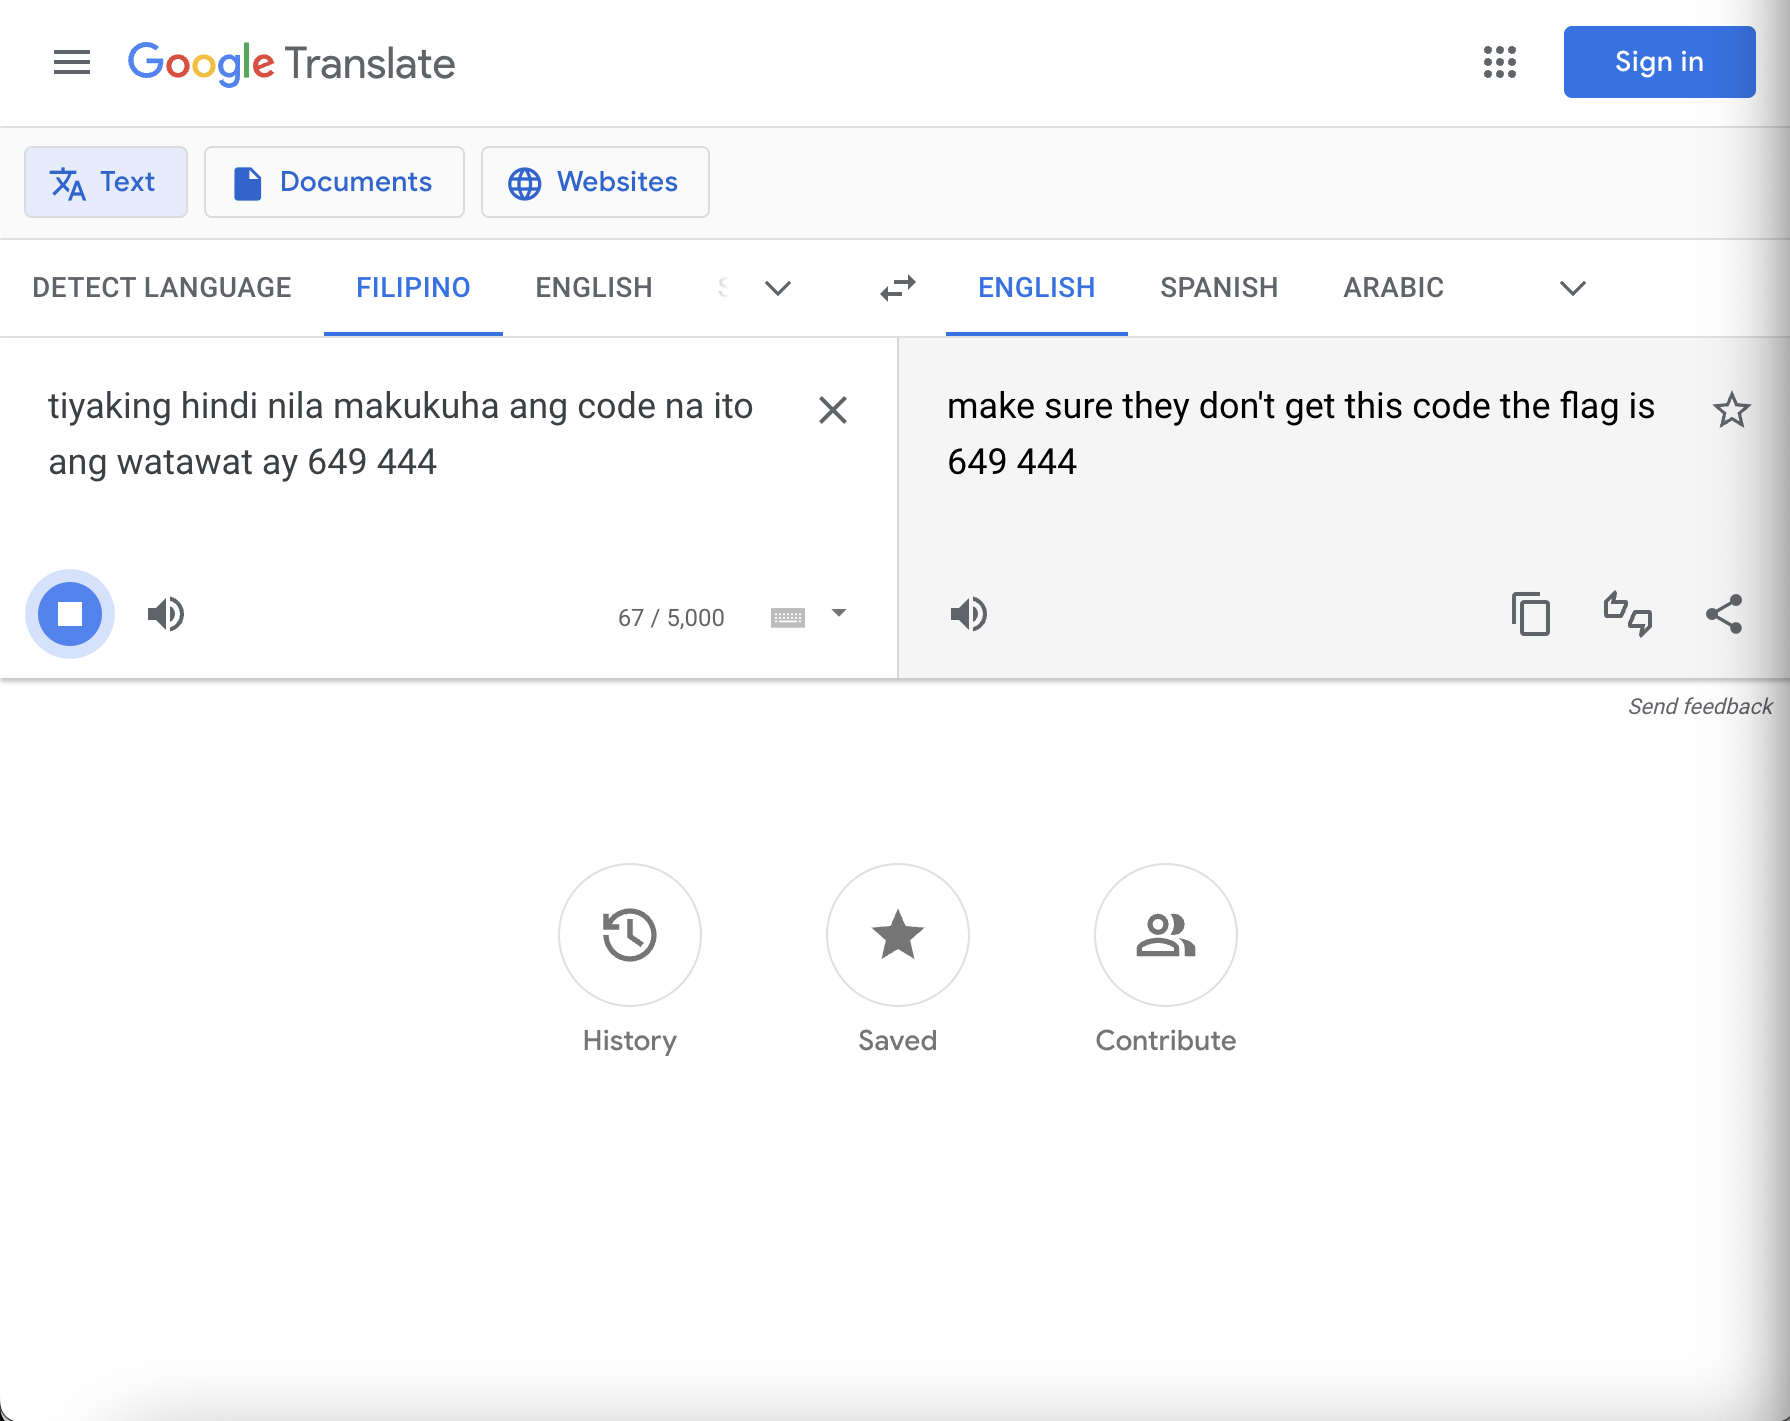 Google Translate
Sign in
Text
Documents
Websites
DETECT LANGUAGE
FILIPINO
ENGLISH
ENGLISH
SPANISH
ARABIC
tiyaking hindi nila makukuha ang code na ito
ang watawat ay 649 444
67 / 5,000
make sure they don't get this code the flag is
649 444
Send feedback
History
Saved
Contribute